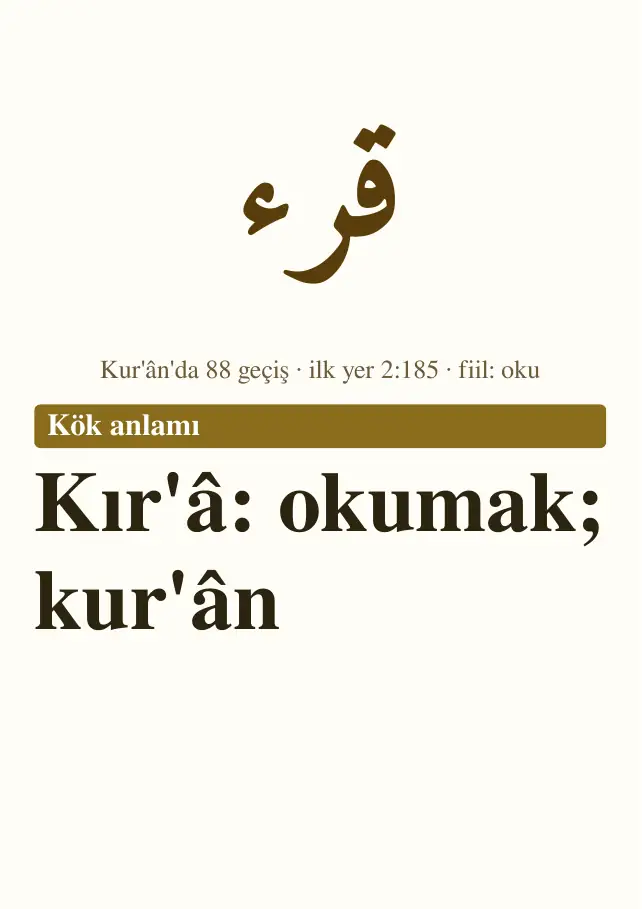 قرء
Kur'ân'da 88 geçiş · ilk yer 2:185 · fiil: oku
Kök anlamı
Kır'â: okumak;
kur'ân